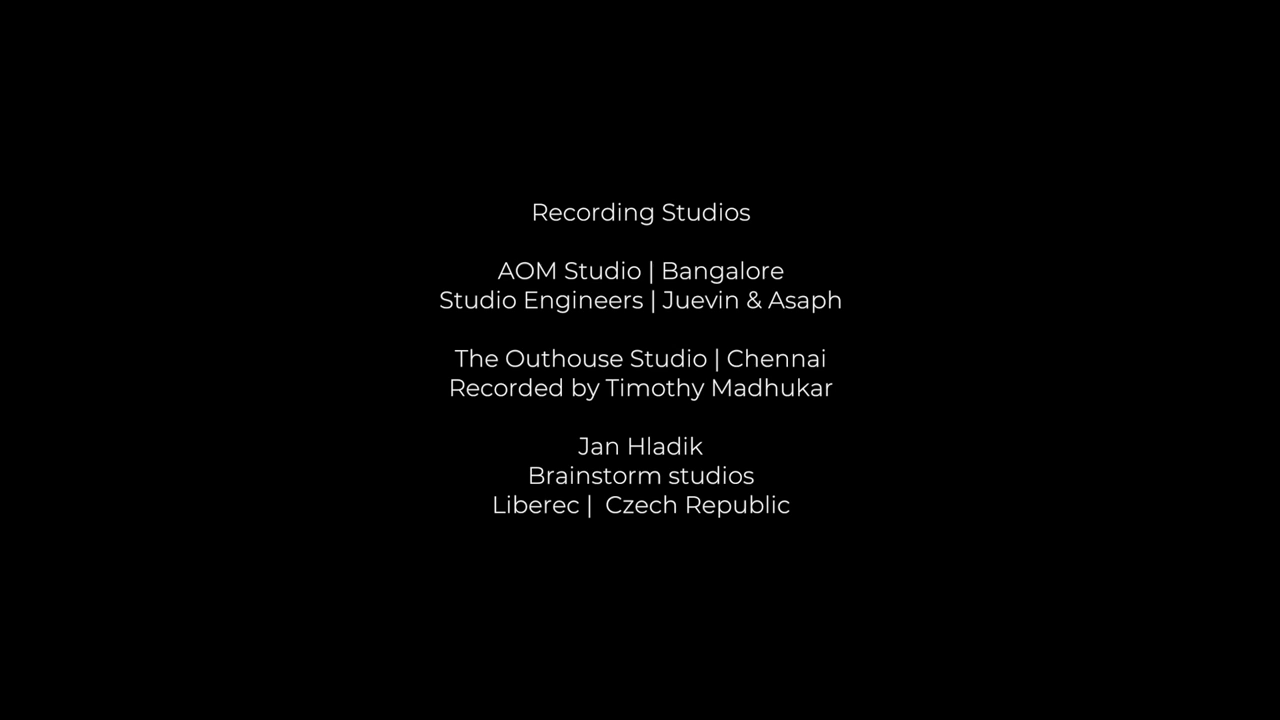 Recording Studios
AOM Studio | Bangalore
Studio Engineers | Juevin & Asaph
The Outhouse Studio | Chennai
Recorded by Timothy Madhukar
Jan Hladik
Brainstorm studios
Liberec |  Czech Republic